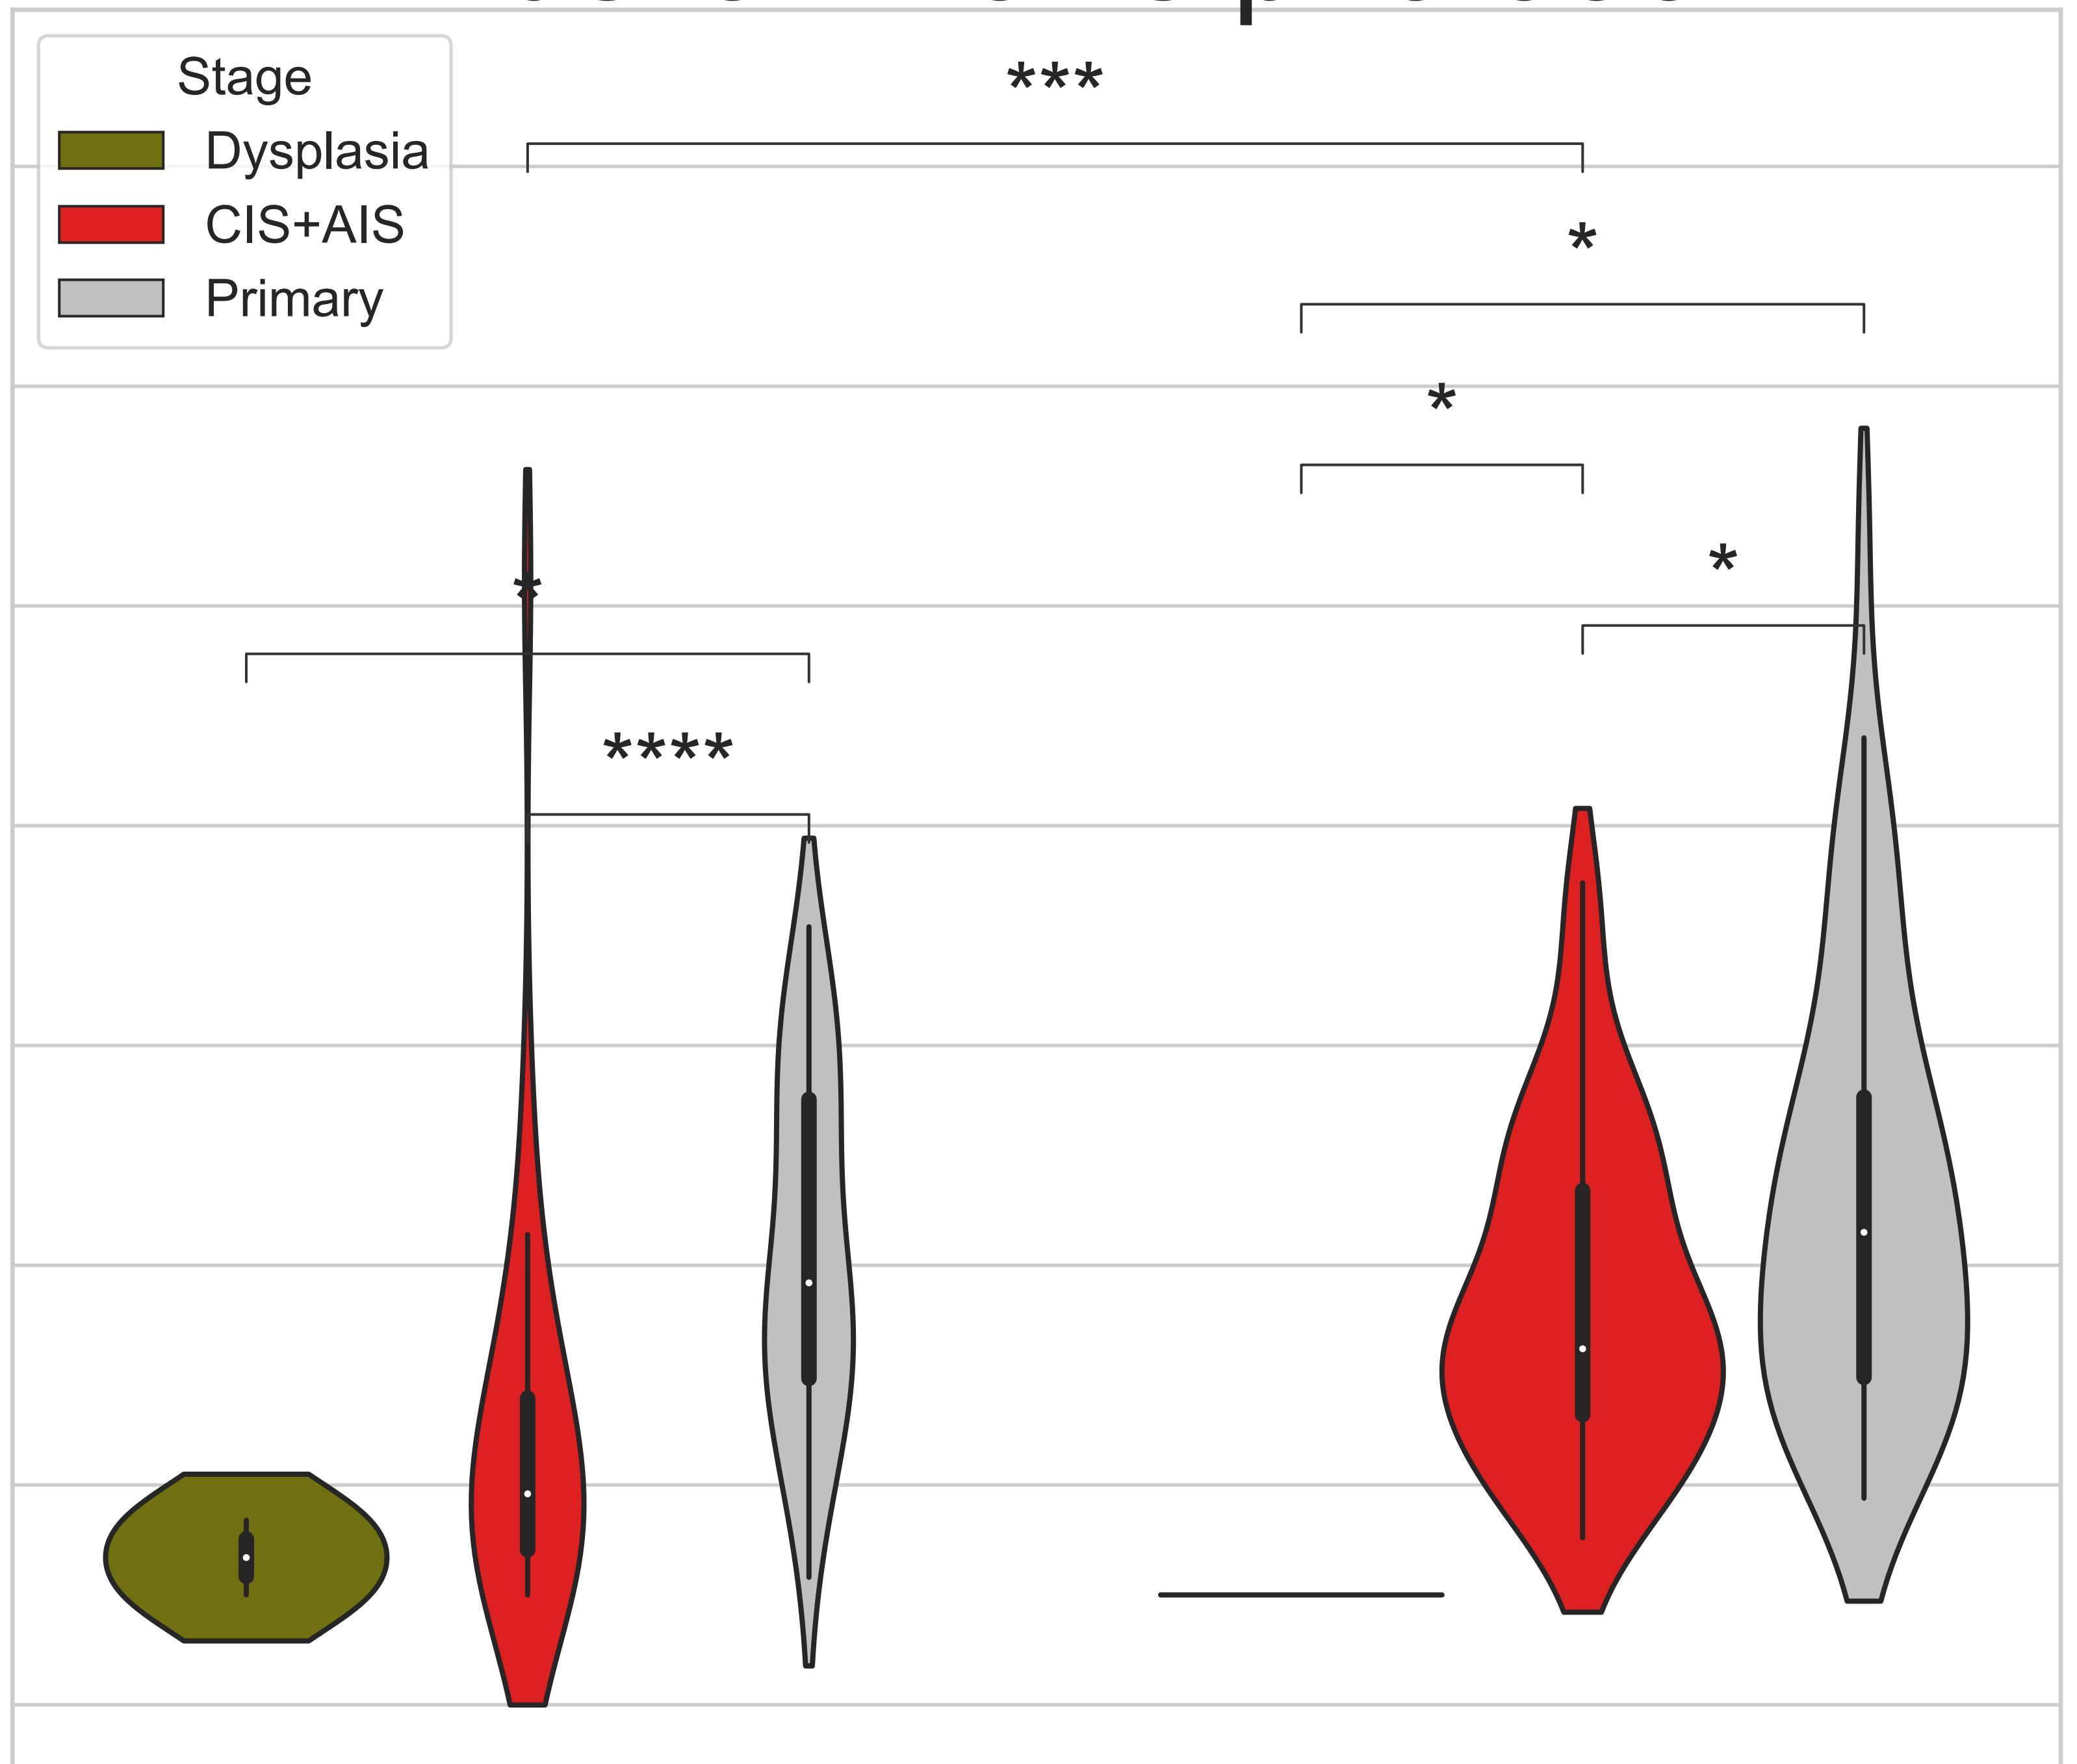 Stage
Dysplasia
CIS+AIS
Primary
***
*
*
*
*
****